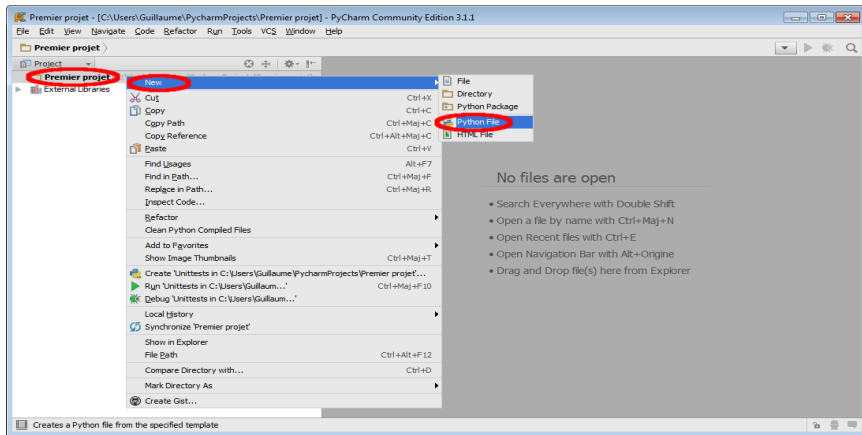 Premier projet - [C:\Users\Guillaume\PycharmProjects\Premier projet] - PyCharm Community Edition 3.1.1
File Edit View Navigate Code Refactor Run Tools VCS Window Help
Premier projet
Project
Premier projet
External Libraries
New
Cut Ctrl+X
Copy Ctrl+C
Copy Path Ctrl+Maj+C
Copy Reference Ctrl+Alt+Maj+C
Paste Ctrl+V
Find Usages Alt+F7
Find in Path... Ctrl+Maj+F
Replace in Path... Ctrl+Maj+R
Inspect Code...
Refactor
Clean Python Compiled Files
Add to Favorites
Show Image Thumbnails Ctrl+Maj+T
Create 'Unittests in C:\Users\Guillaume\PycharmProjects\Premier projet'...
Run 'Unittests in C:\Users\Guillaum...' Ctrl+Maj+F10
Debug 'Unittests in C:\Users\Guillaum...'
Local History
Synchronize 'Premier projet'
Show in Explorer
File Path Ctrl+Alt+F12
Compare Directory with... Ctrl+D
Mark Directory As
Create Gist...
File
Directory
Python Package
Python File
HTML File
No files are open
• Search Everywhere with Double Shift
• Open a file by name with Ctrl+Maj+N
• Open Recent files with Ctrl+E
• Open Navigation Bar with Alt+Origine
• Drag and Drop file(s) here from Explorer
Creates a Python file from the specified template